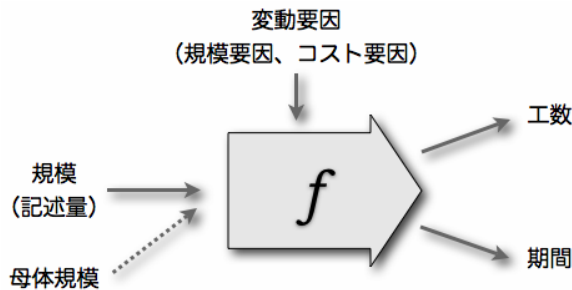 変動要因
（規模要因、コスト要因）
工数
規模
（記述量）
f
母体規模
期間